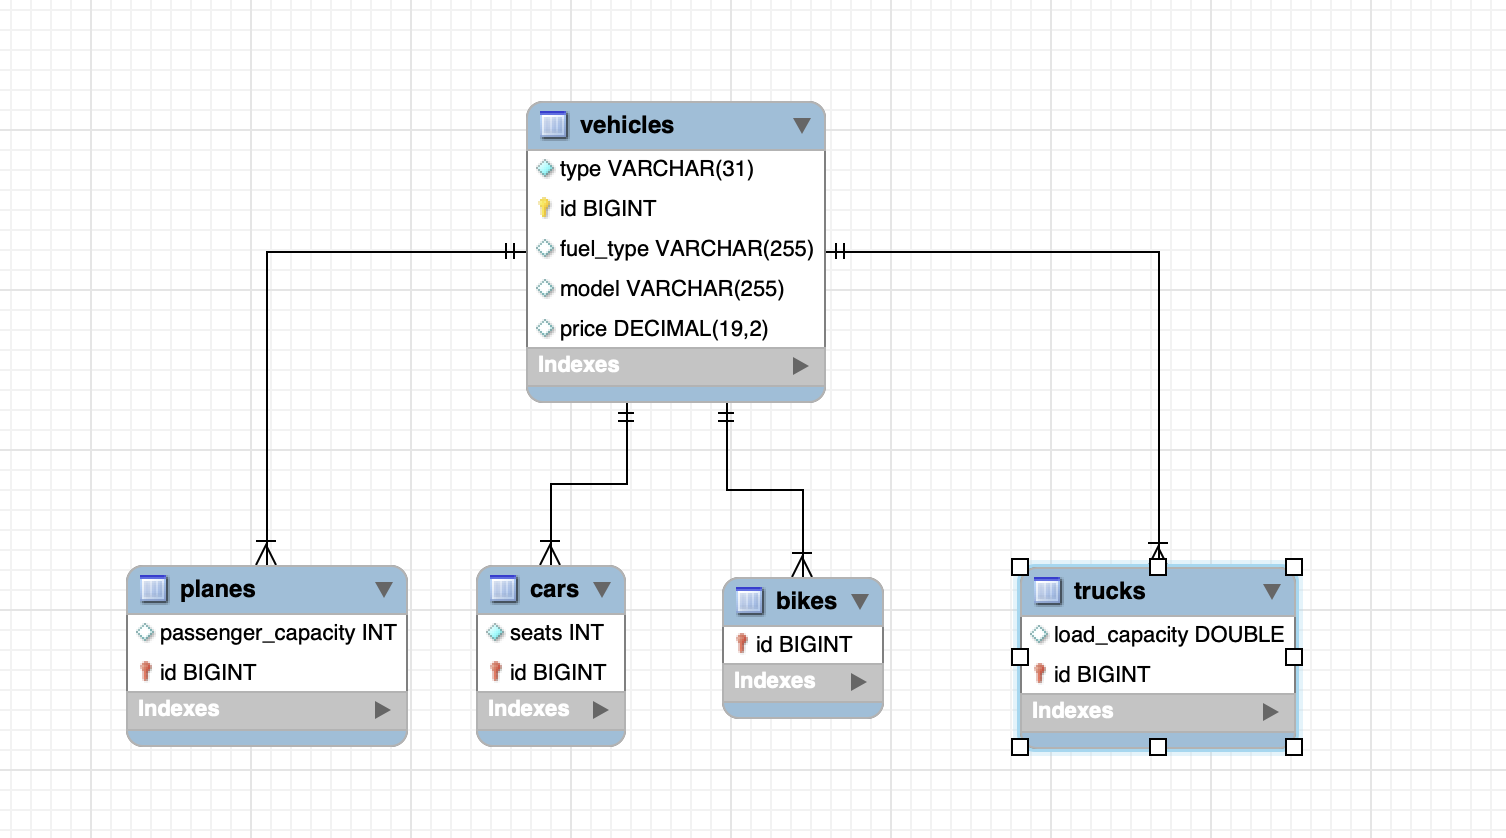 vehicles
type VARCHAR(31)
id BIGINT
fuel_type VARCHAR(255)
model VARCHAR(255)
price DECIMAL(19,2)
Indexes
planes
passenger_capacity INT
id BIGINT
Indexes
cars
seats INT
id BIGINT
Indexes
bikes
id BIGINT
Indexes
trucks
load_capacity DOUBLE
id BIGINT
Indexes